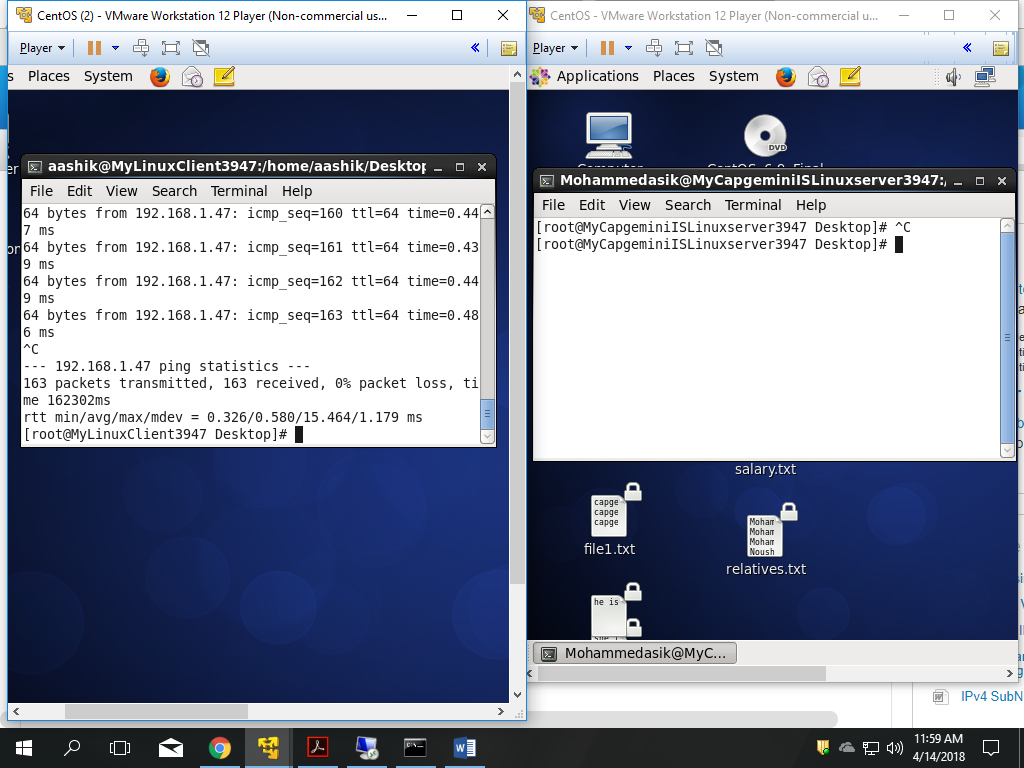 CentOS (2) - VMware Workstation 12 Player (Non-commercial us...
Player
s Places System
aashik@MyLinuxClient3947:/home/aashik/Desktop
File Edit View Search Terminal Help
64 bytes from 192.168.1.47: icmp_seq=160 ttl=64 time=0.44
7 ms
64 bytes from 192.168.1.47: icmp_seq=161 ttl=64 time=0.43
9 ms
64 bytes from 192.168.1.47: icmp_seq=162 ttl=64 time=0.44
9 ms
64 bytes from 192.168.1.47: icmp_seq=163 ttl=64 time=0.48
6 ms
^C
--- 192.168.1.47 ping statistics ---
163 packets transmitted, 163 received, 0% packet loss, ti
me 162302ms
rtt min/avg/max/mdev = 0.326/0.580/15.464/1.179 ms
[root@MyLinuxClient3947 Desktop]#
CentOS - VMware Workstation 12 Player (Non-commercial us...
Player
Applications Places System
DVD
Mohammedasik@MyCapgeminiISLinuxserver3947:/
File Edit View Search Terminal Help
[root@MyCapgeminiISLinuxserver3947 Desktop]# ^C
[root@MyCapgeminiISLinuxserver3947 Desktop]#
salary.txt
capge
capge
capge
file1.txt
Moham
Moham
Moham
Noush
relatives.txt
he is
Mohammedasik@MyC...
IPv4 SubN
11:59 AM
4/14/2018